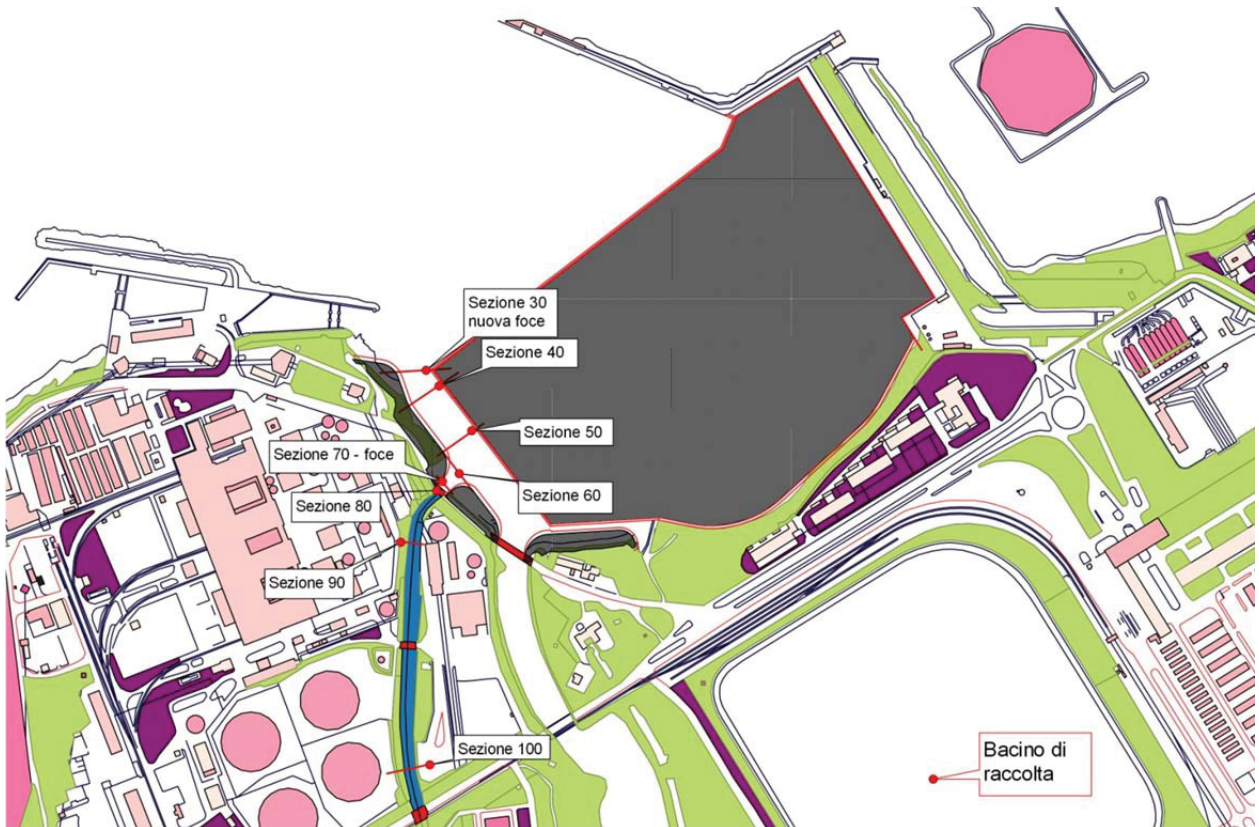 Sezione 30
nuova foce
Sezione 40
Sezione 50
Sezione 70 - foce
Sezione 60
Sezione 80
Sezione 90
Sezione 100
Bacino di
raccolta